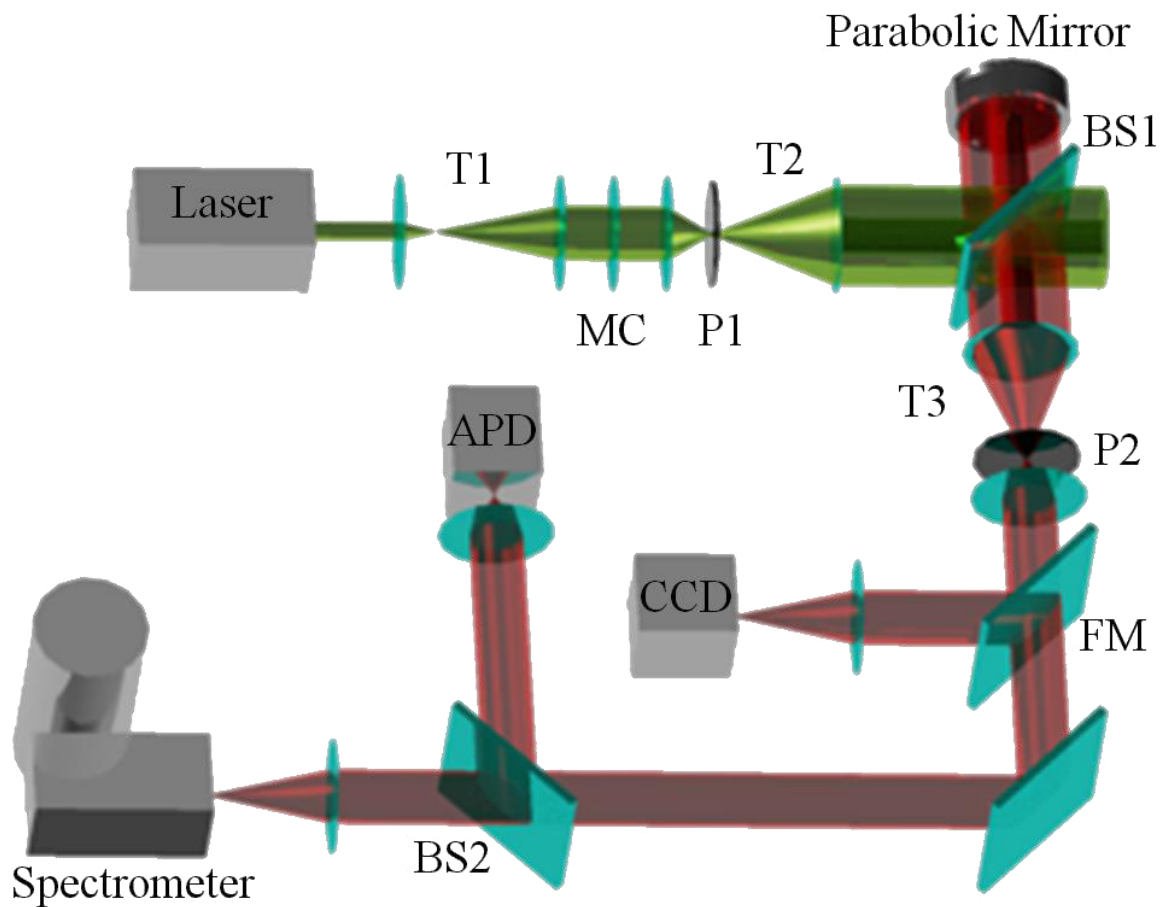 Parabolic Mirror
BS1
T1
T2
Laser
MC
P1
T3
APD
P2
CCD
FM
BS2
Spectrometer